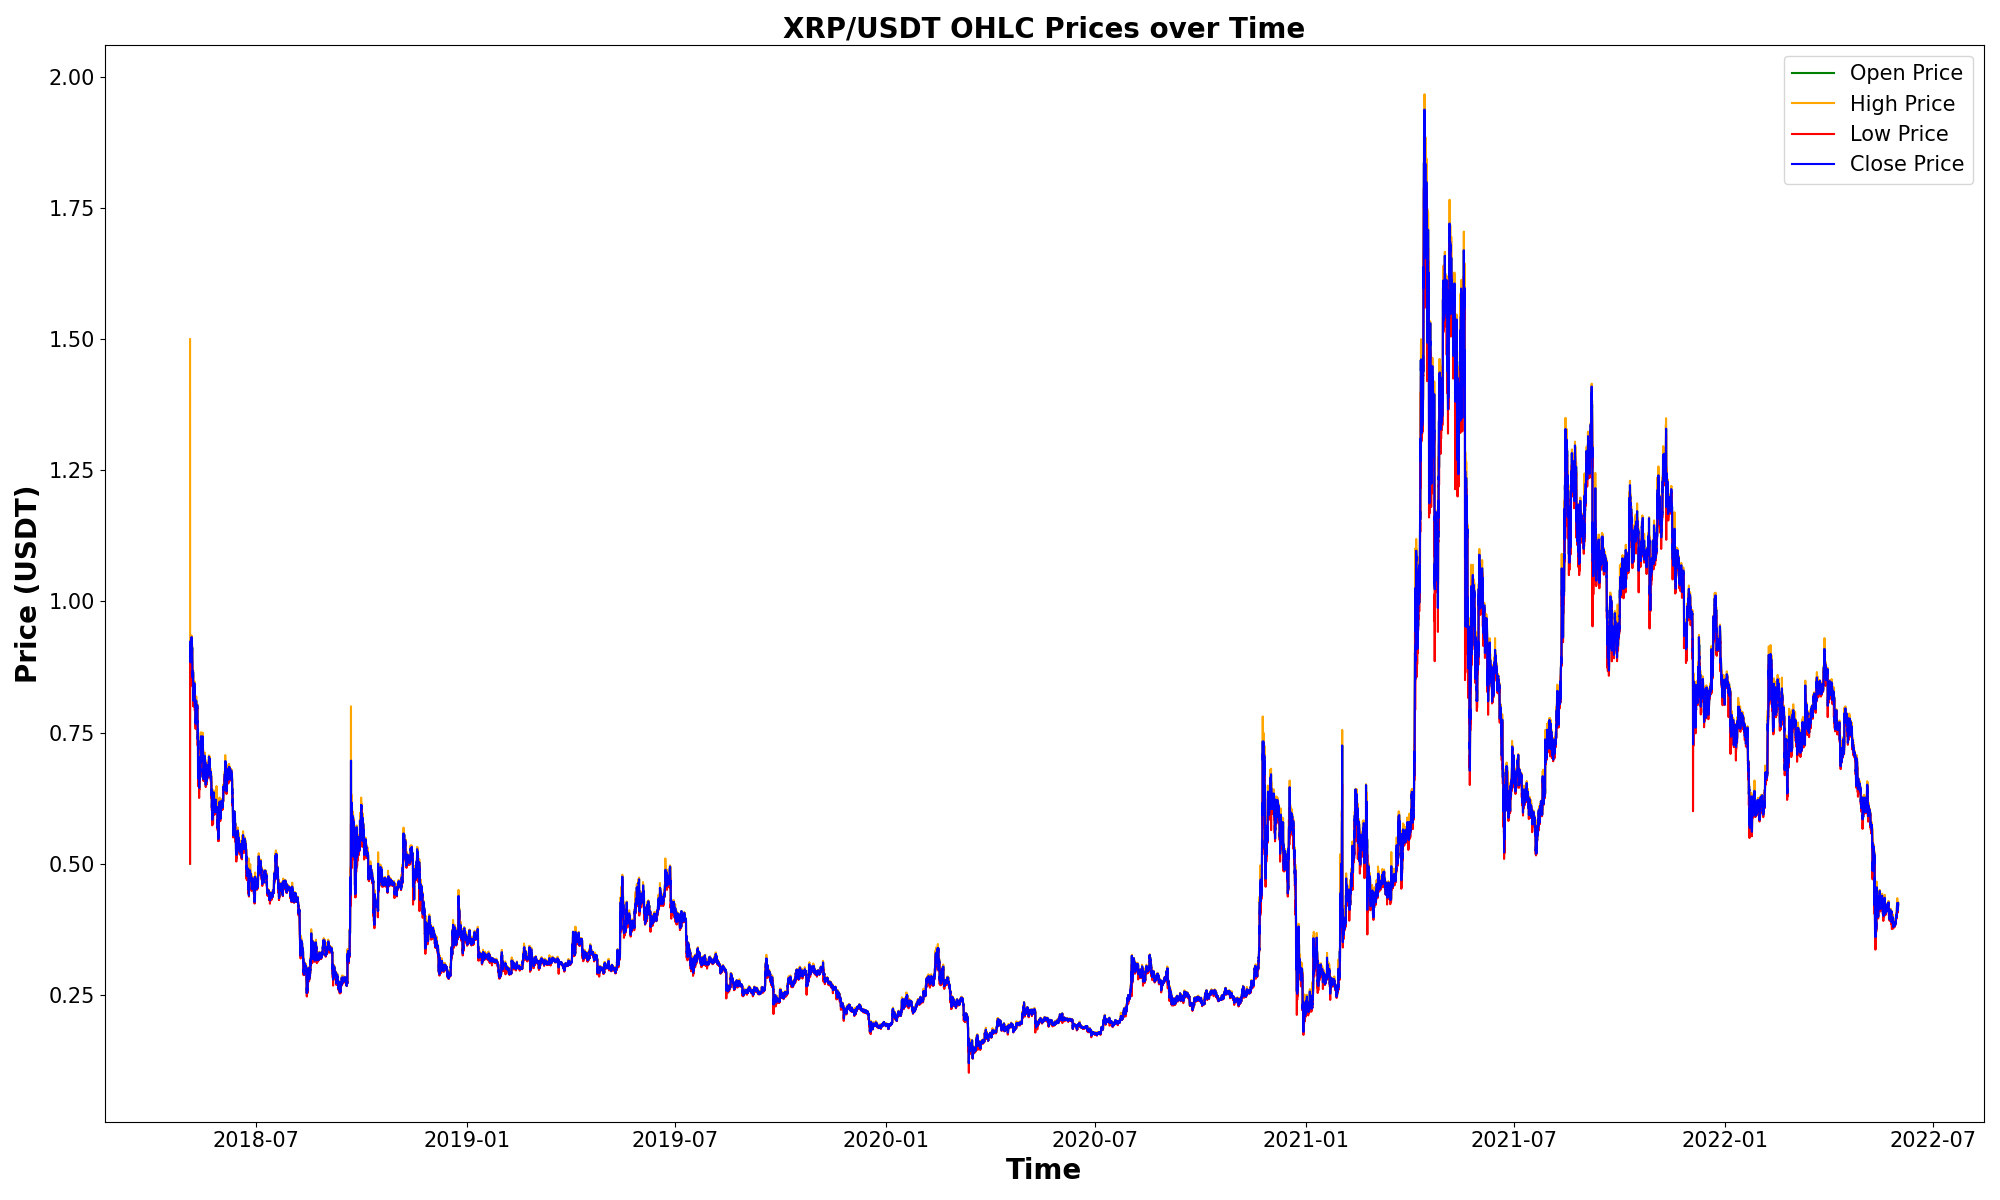 XRP/USDT OHLC Prices over Time
Open Price
High Price
Low Price
Close Price
Price (USDT)
2.00
1.75
1.50
1.25
1.00
0.75
0.50
0.25
2018-07
2019-01
2019-07
2020-01
2020-07
2021-01
2021-07
2022-01
2022-07
Time